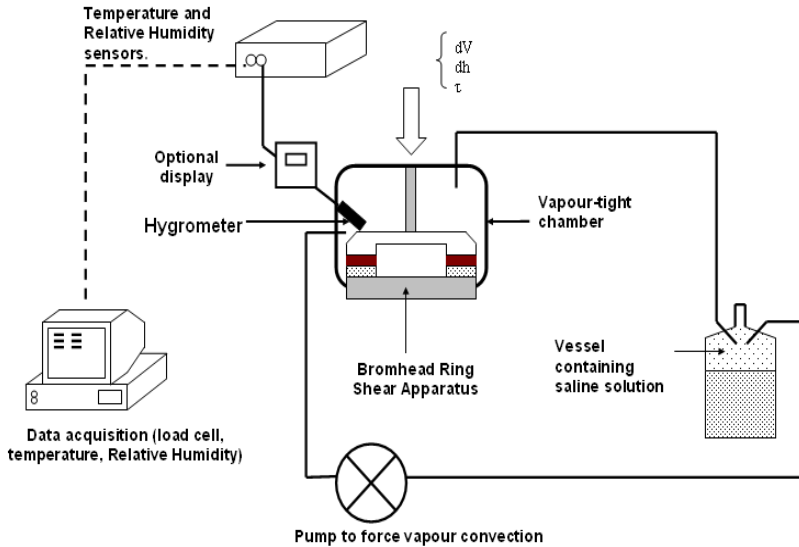 Temperature and
Relative Humidity
sensors.
dV
dh
τ
Optional
display
Hygrometer
Vapour-tight
chamber
Bromhead Ring
Shear Apparatus
Vessel
containing
saline solution
Data acquisition (load cell,
temperature, Relative Humidity)
Pump to force vapour convection